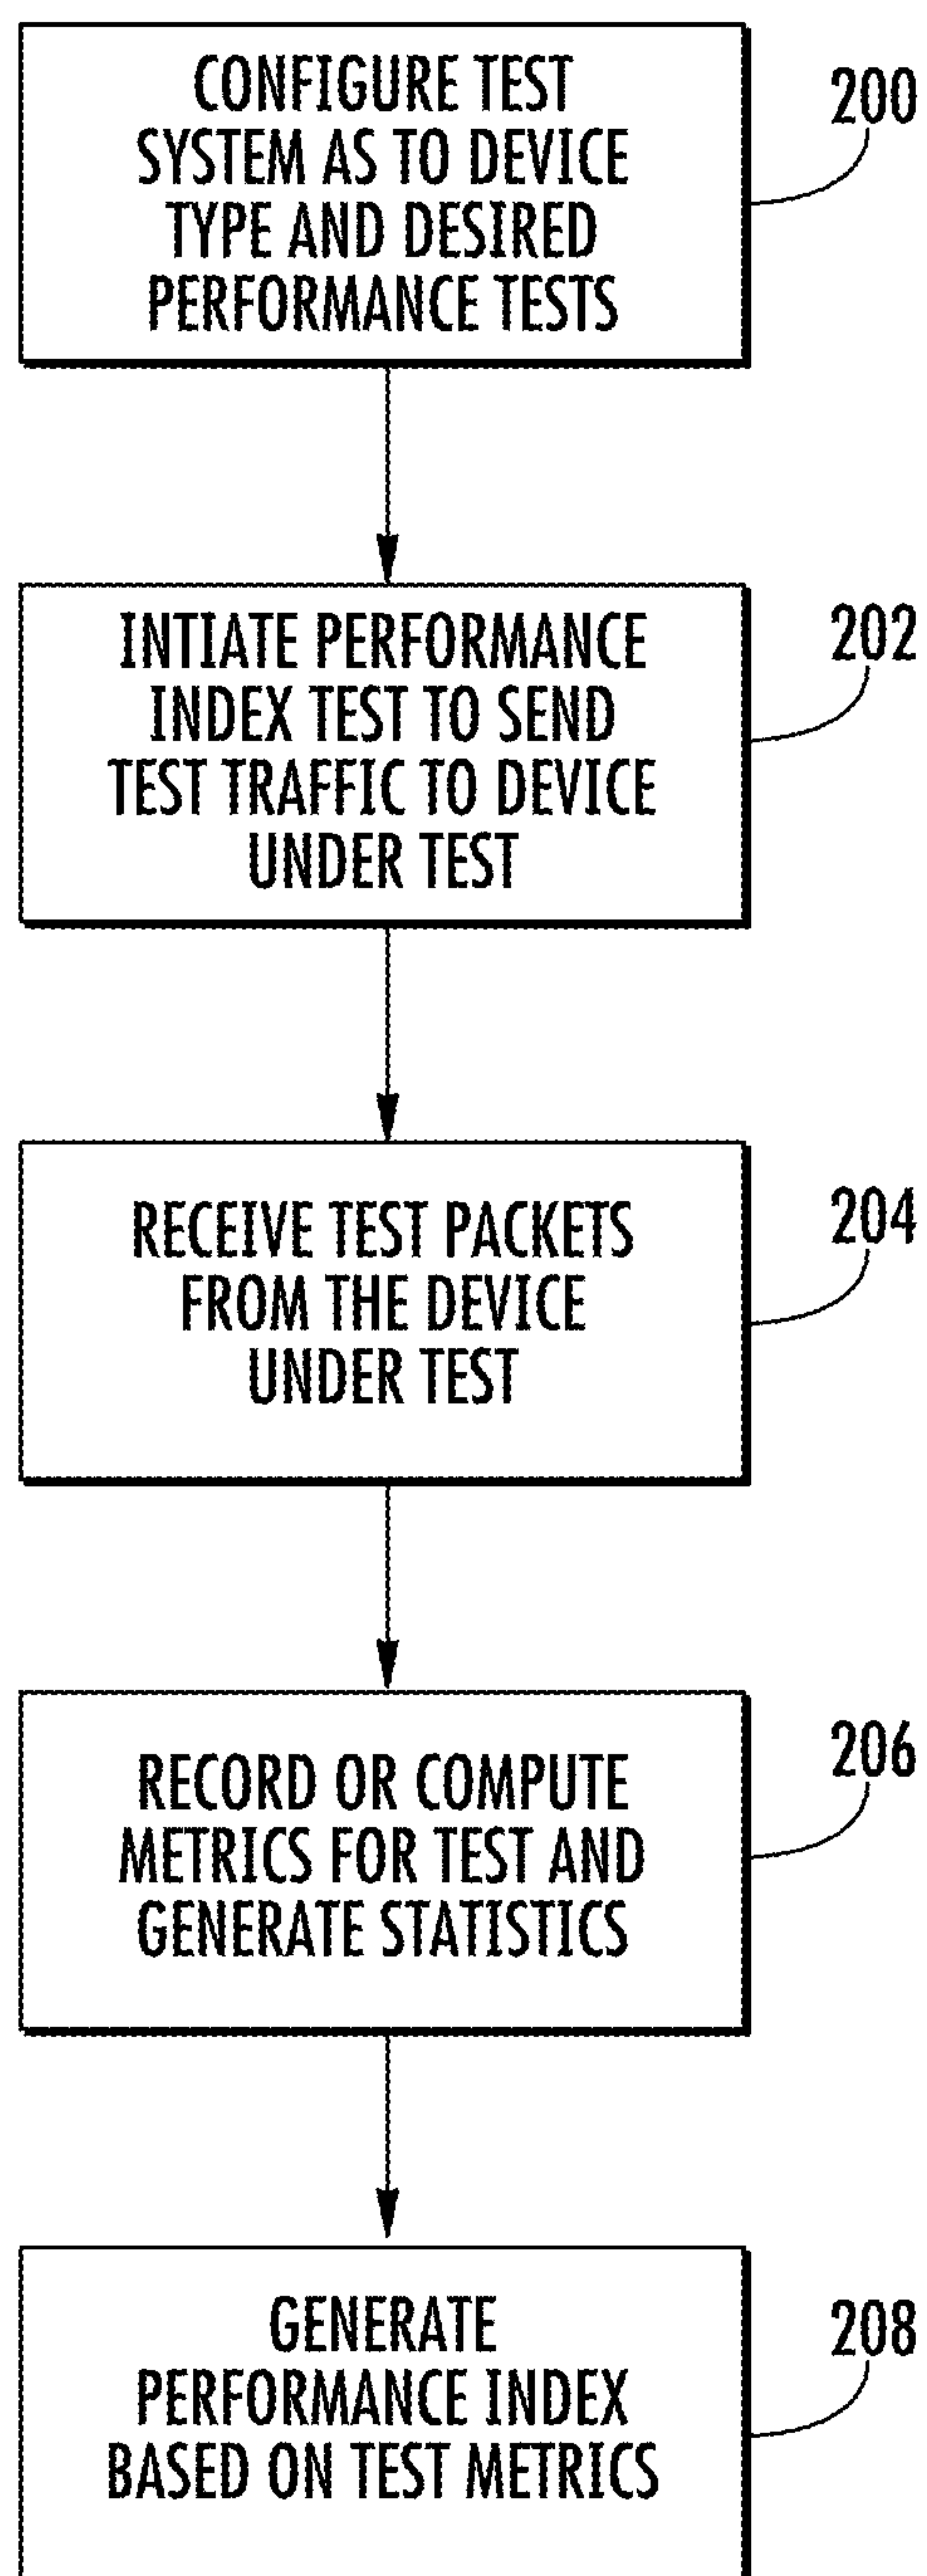 CONFIGURE TEST
SYSTEM AS TO DEVICE
TYPE AND DESIRED
PERFORMANCE TESTS
200
INTIATE PERFORMANCE
INDEX TEST TO SEND
TEST TRAFFIC TO DEVICE
UNDER TEST
202
RECEIVE TEST PACKETS
FROM THE DEVICE
UNDER TEST
204
RECORD OR COMPUTE
METRICS FOR TEST AND
GENERATE STATISTICS
206
GENERATE
PERFORMANCE INDEX
BASED ON TEST METRICS
208